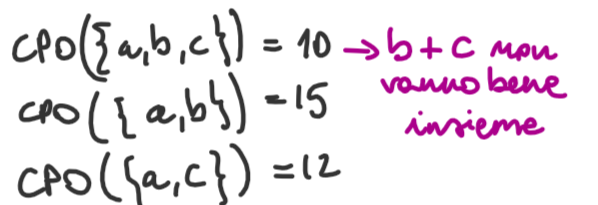 CPO({a,b,c}) = 10 → b + c non
vanno bene
insieme
CPO({a,b}) = 15
CPO({a,c}) = 12